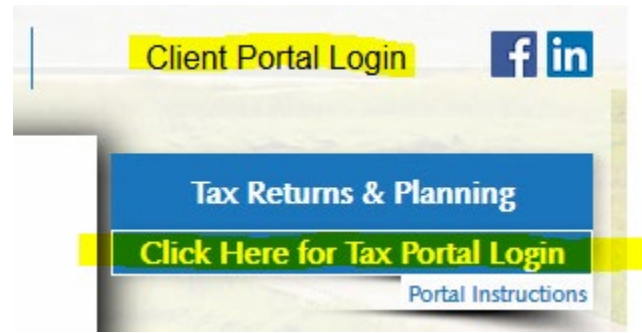 Client Portal Login f in
Tax Returns & Planning
Click Here for Tax Portal Login
Portal Instructions